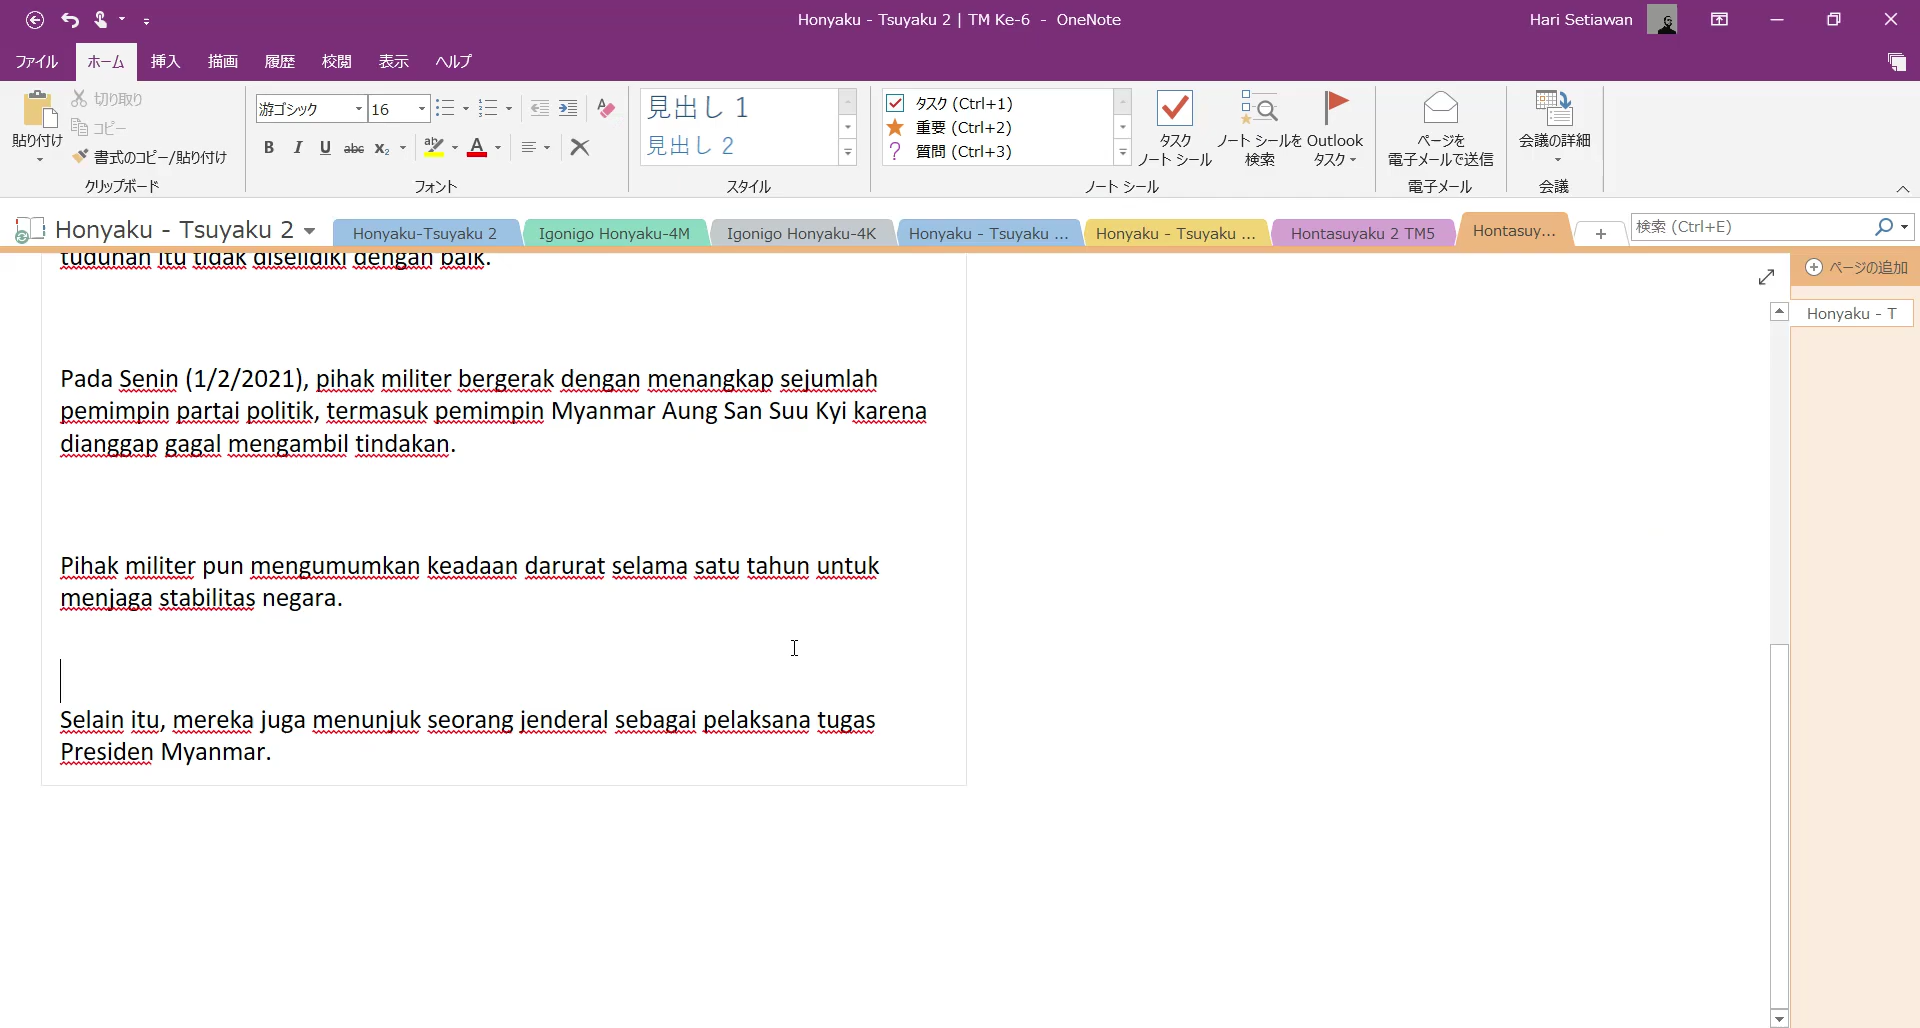 Honyaku - Tsuyaku 2 | TM Ke-6 - OneNote
Hari Setiawan
ファイル ホーム 挿入 描画 履歴 校閲 表示 ヘルプ
貼り付け
切り取り
コピー
書式のコピー/貼り付け
クリップボード
游ゴシック 16
B I U abc x₂ ab A
フォント
見出し 1
見出し 2
スタイル
タスク (Ctrl+1)
重要 (Ctrl+2)
? 質問 (Ctrl+3)
タスク
ノート シール
ノート シールを
検索
Outlook
タスク
ノート シール
ページを
電子メールで送信
電子メール
会議の詳細
会議
Honyaku - Tsuyaku 2
Honyaku-Tsuyaku 2
Igonigo Honyaku-4M
Igonigo Honyaku-4K
Honyaku - Tsuyaku ...
Honyaku - Tsuyaku ...
Hontasuyaku 2 TM5
Hontasuy...
検索 (Ctrl+E)
ページの追加
Honyaku - T
tuduhan itu tidak diselidiki dengan baik.
Pada Senin (1/2/2021), pihak militer bergerak dengan menangkap sejumlah
pemimpin partai politik, termasuk pemimpin Myanmar Aung San Suu Kyi karena
dianggap gagal mengambil tindakan.
Pihak militer pun mengumumkan keadaan darurat selama satu tahun untuk
menjaga stabilitas negara.
Selain itu, mereka juga menunjuk seorang jenderal sebagai pelaksana tugas
Presiden Myanmar.